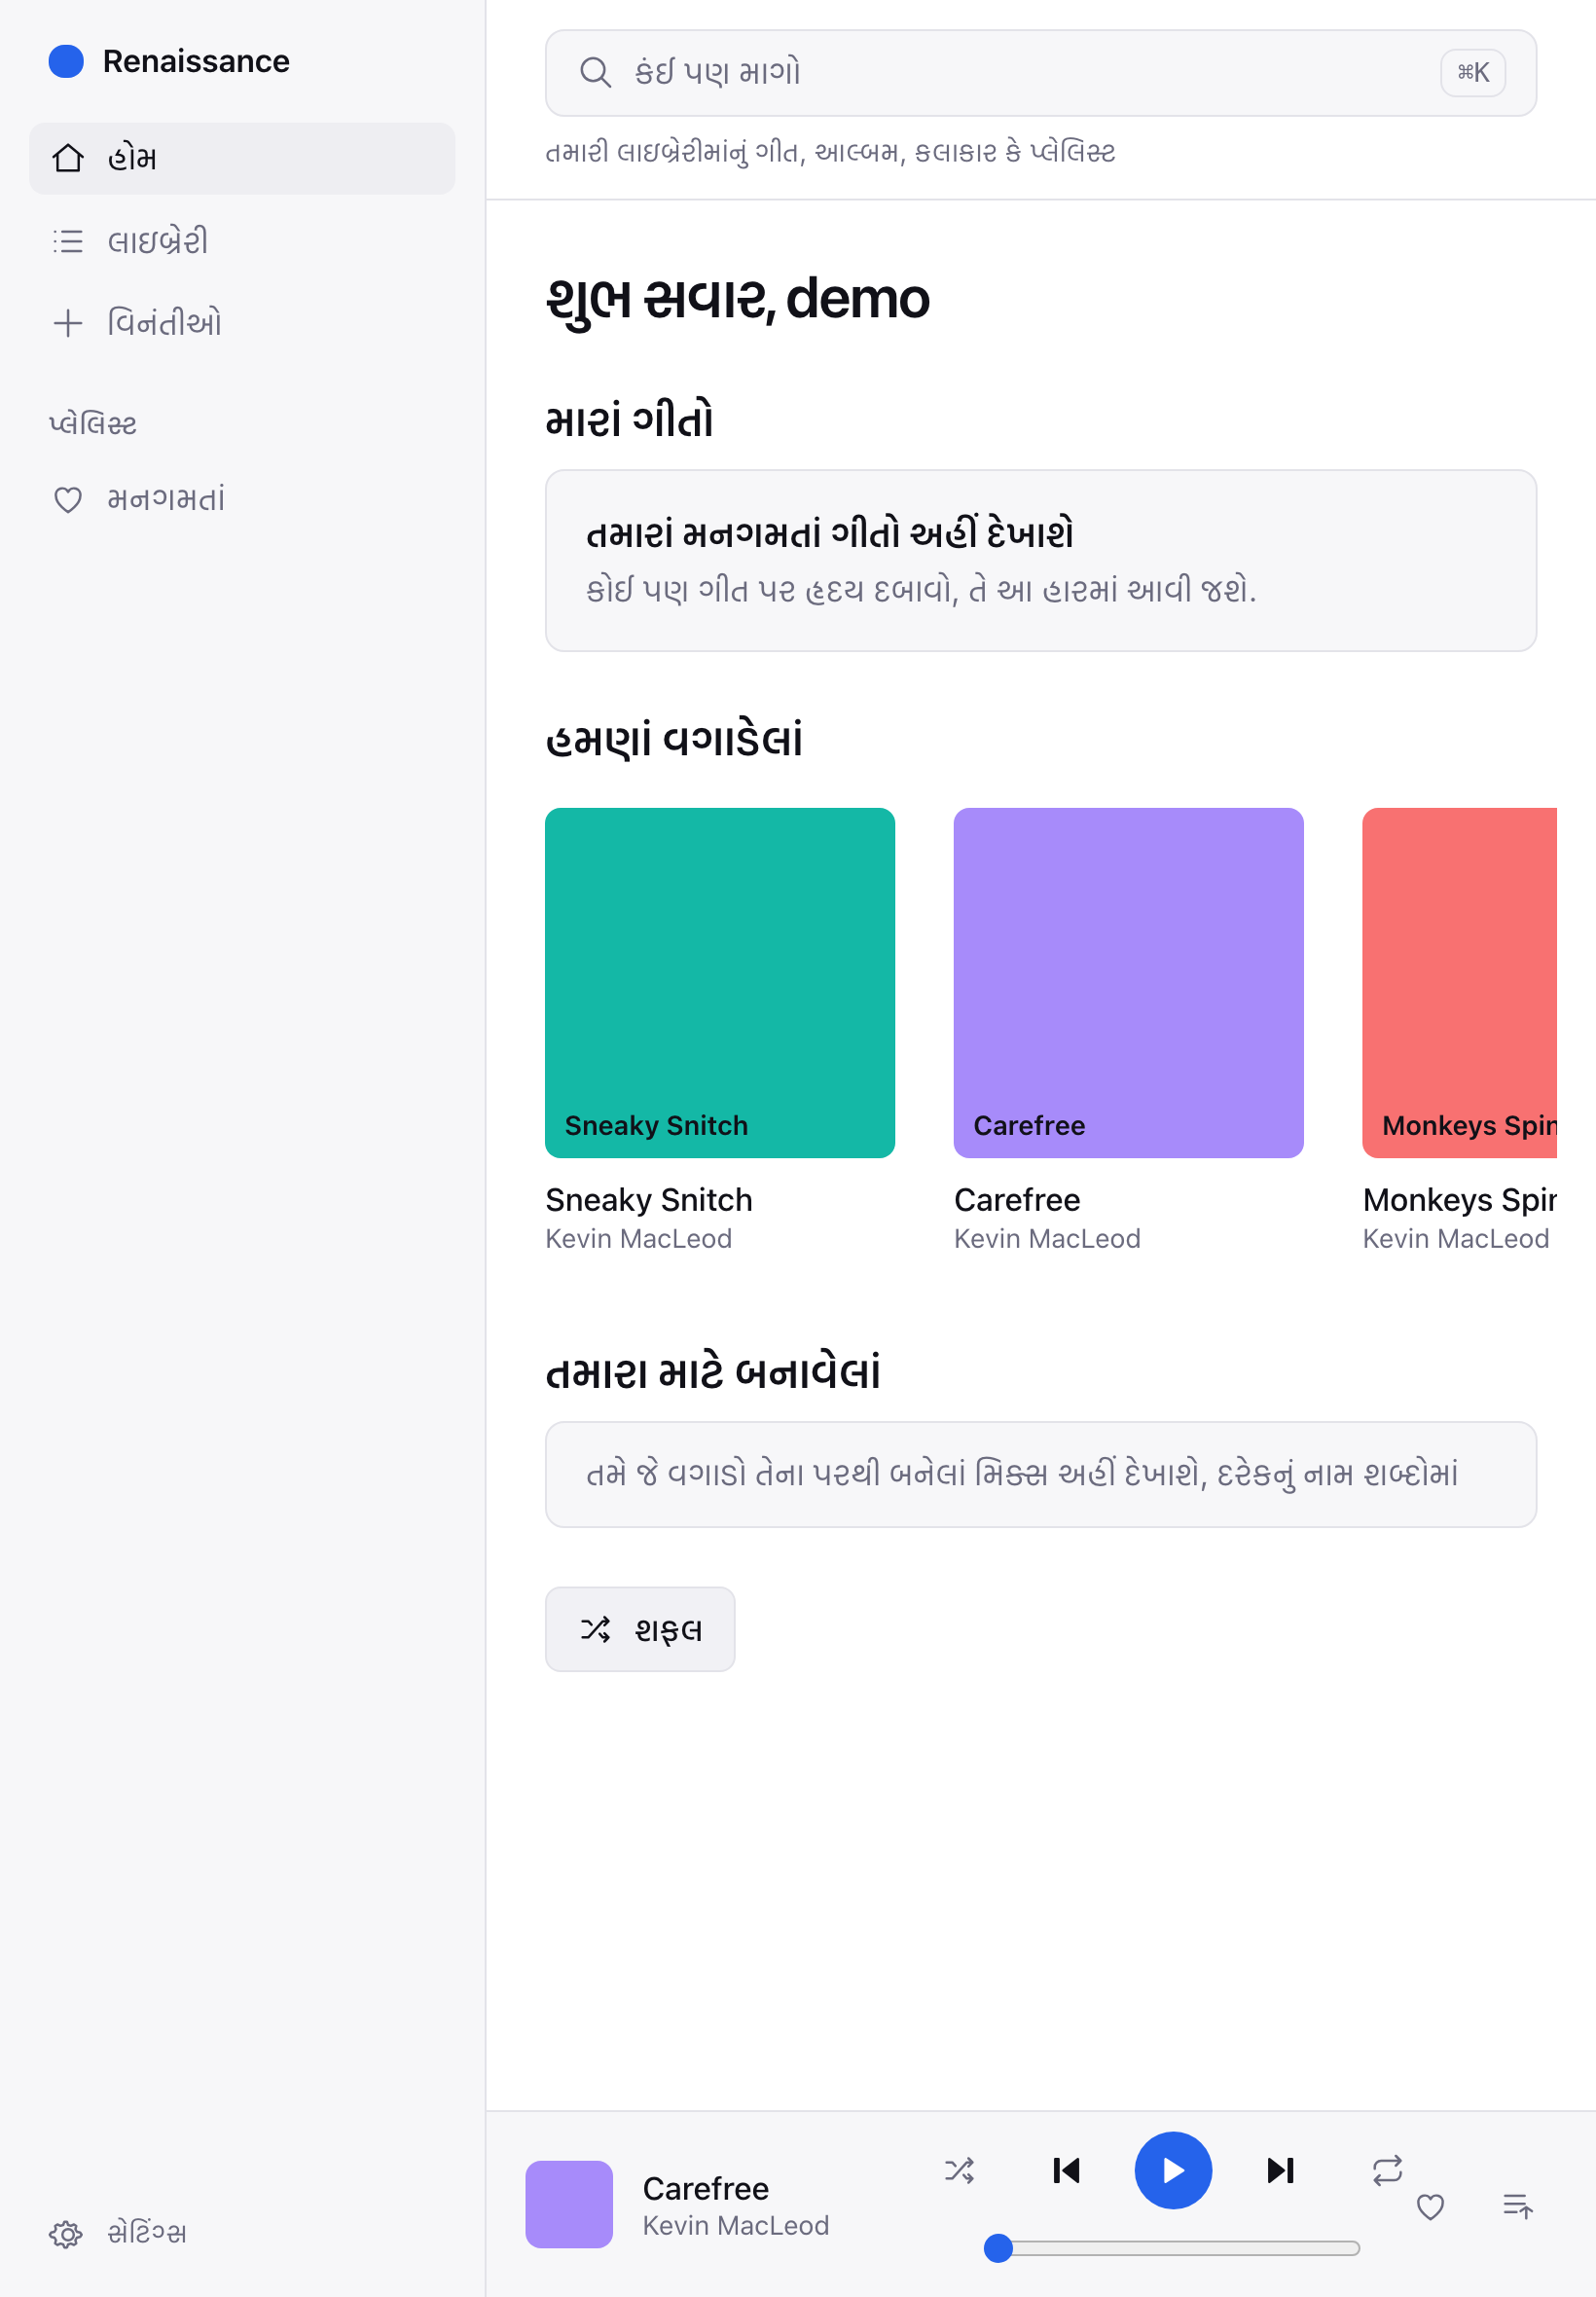 Renaissance
હોમ
લાઇબ્રેરી
વિનંતીઓ
પ્લેલિસ્ટ
મનગમતાં
સેટિંગ્સ
કંઈ પણ માગો
⌘K
તમારી લાઇબ્રેરીમાંનું ગીત, આલ્બમ, કલાકાર કે પ્લેલિસ્ટ
શુભ સવાર, demo
મારાં ગીતો
તમારાં મનગમતાં ગીતો અહીં દેખાશે
કોઈ પણ ગીત પર હૃદય દબાવો, તે આ હારમાં આવી જશે.
હમણાં વગાડેલાં
Sneaky Snitch
Carefree
Monkeys Spin
Sneaky Snitch
Kevin MacLeod
Carefree
Kevin MacLeod
Monkeys Spin
Kevin MacLeod
તમારા માટે બનાવેલાં
તમે જે વગાડો તેના પરથી બનેલાં મિક્સ અહીં દેખાશે, દરેકનું નામ શબ્દોમાં
શફલ
Carefree
Kevin MacLeod